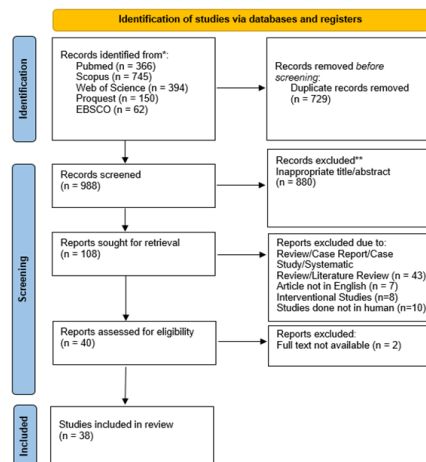 Identification of studies via databases and registers
Identification
Records identified from*:
Pubmed (n = 366)
Scopus (n = 745)
Web of Science (n = 394)
Proquest (n = 150)
EBSCO (n = 62)
Records removed before
screening:
Duplicate records removed
(n = 729)
Screening
Records screened
(n = 988)
Records excluded**
Inappropriate title/abstract
(n = 880)
Reports sought for retrieval
(n = 108)
Reports excluded due to:
Review/Case Report/Case
Study/Systematic
Review/Literature Review (n = 43)
Article not in English (n = 7)
Interventional Studies (n=8)
Studies done not in human (n=10)
Reports assessed for eligibility
(n = 40)
Reports excluded:
Full text not available (n = 2)
Included
Studies included in review
(n = 38)